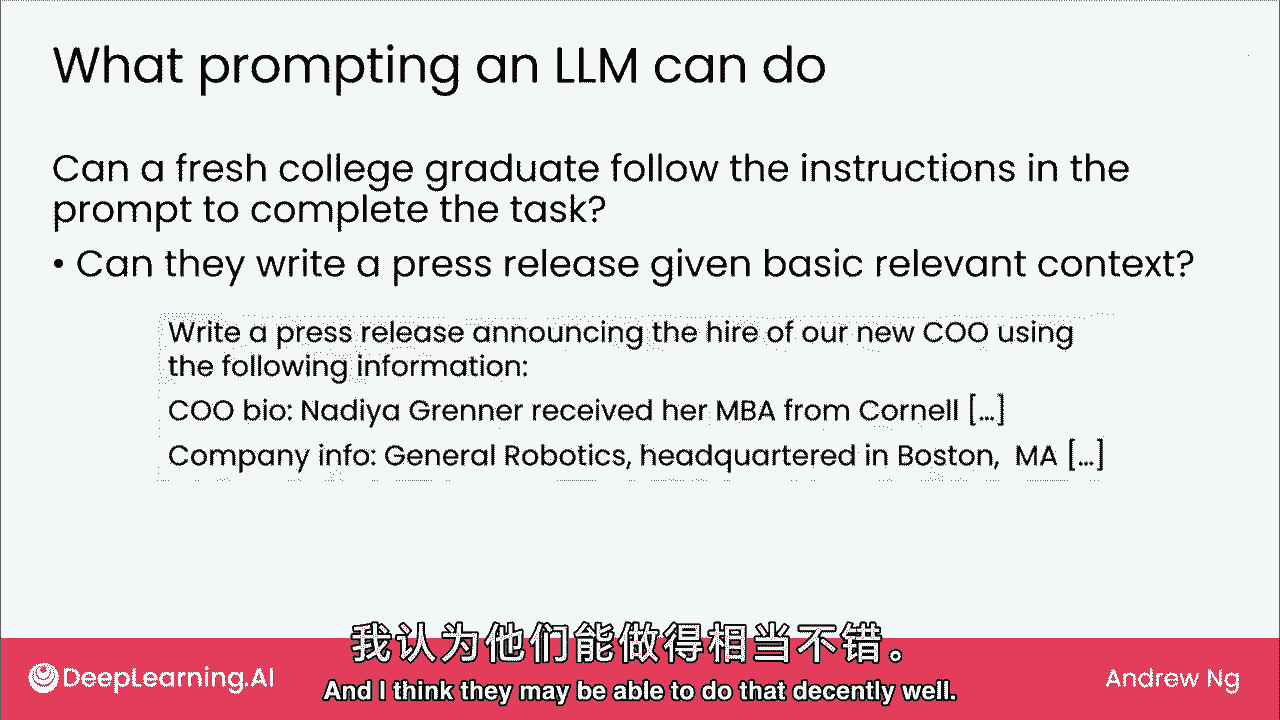 What prompting an LLM can do
Can a fresh college graduate follow the instructions in the
prompt to complete the task?
• Can they write a press release given basic relevant context?
Write a press release announcing the hire of our new COO using
the following information:
COO bio: Nadiya Grenner received her MBA from Cornell [...]
Company info: General Robotics, headquartered in Boston, MA [...]
我认为他们能做得相当不错。
And I think they may be able to do that decently well.
DeepLearning.AI
Andrew Ng